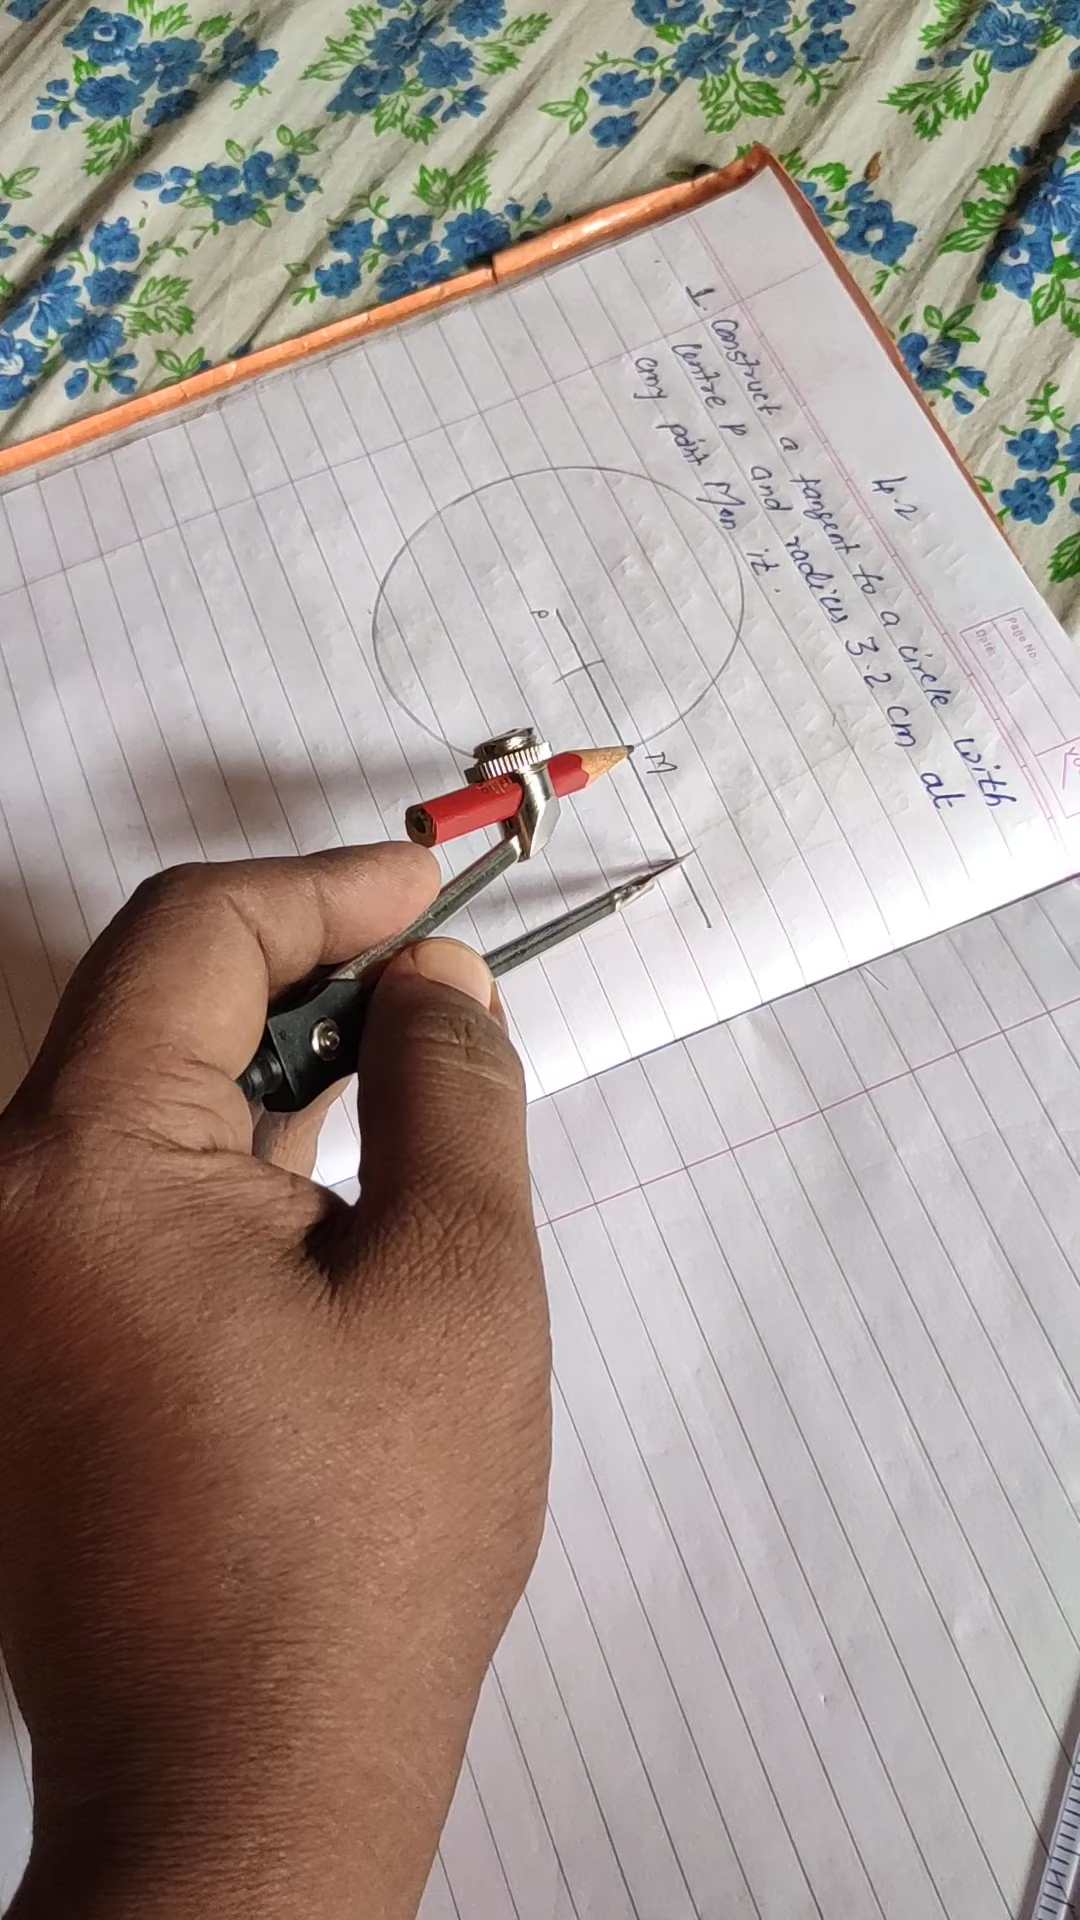 4.2
1. Construct a tangent to a circle with
centre P and radius 3.2 cm at
any point M on it.
Page No.:
Date:
P
M